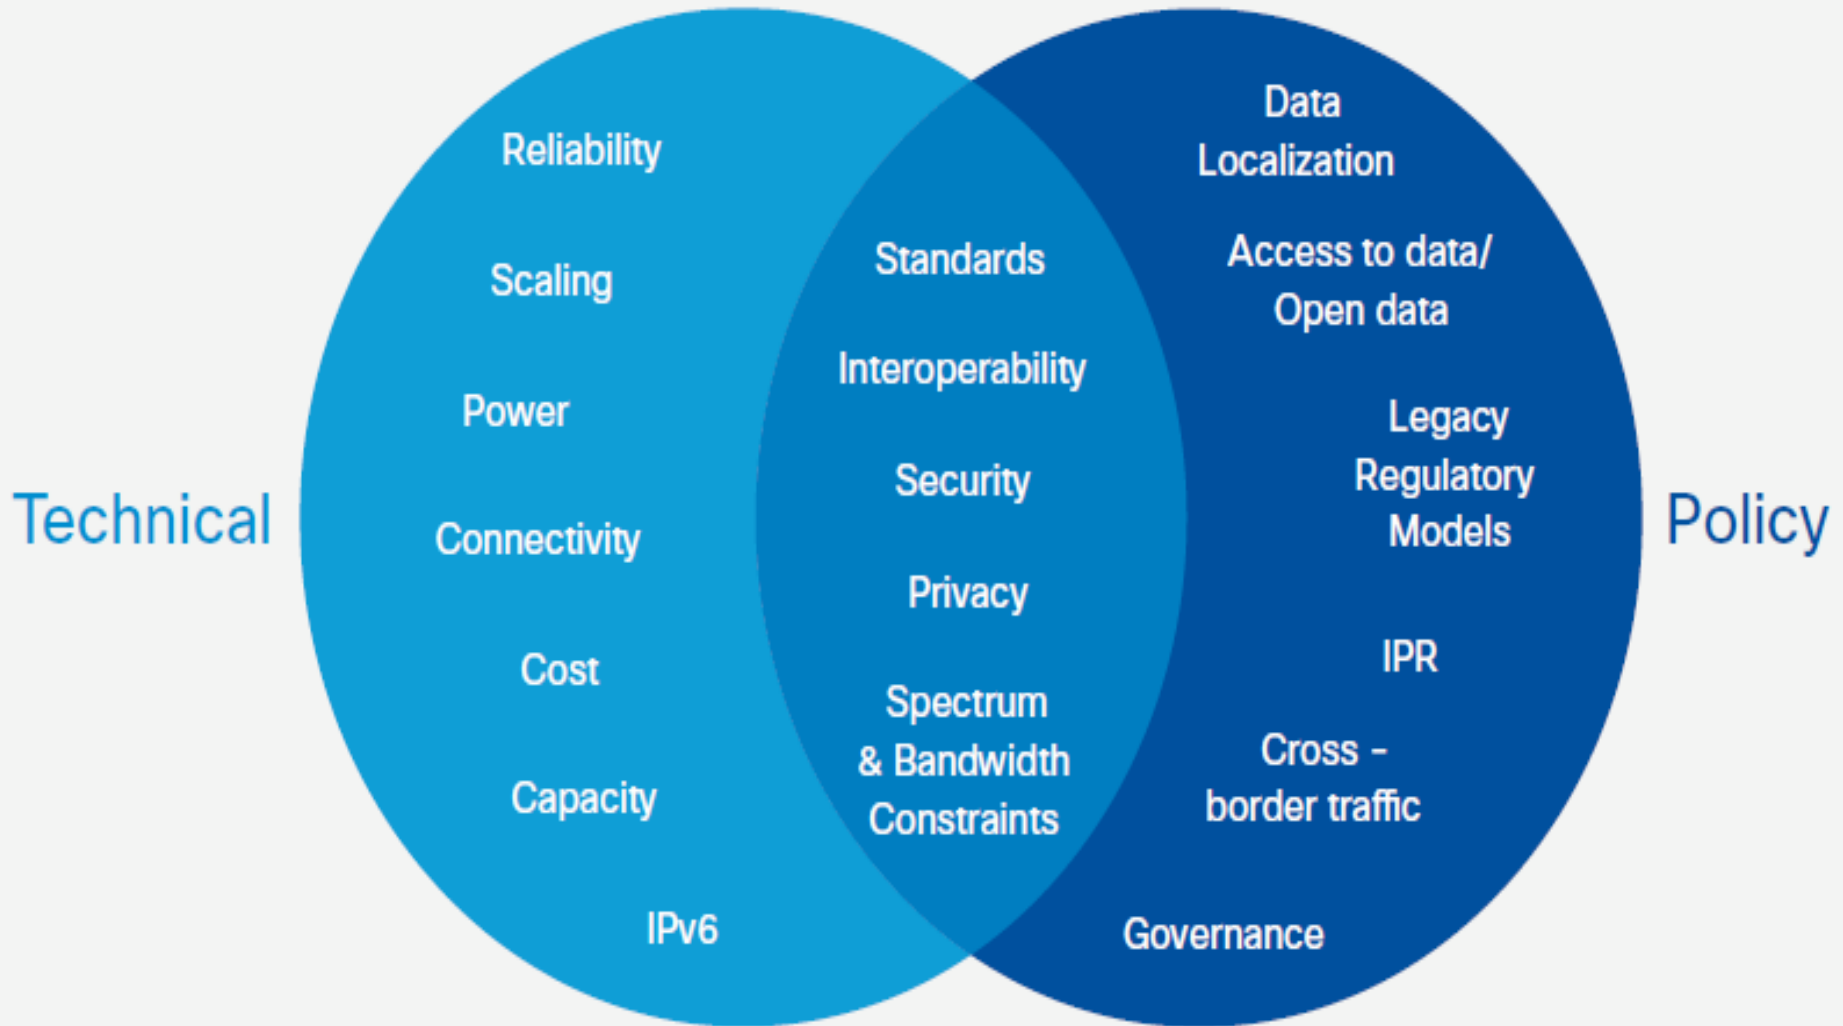 Technical
Reliability
Scaling
Power
Connectivity
Cost
Capacity
IPv6
Standards
Interoperability
Security
Privacy
Spectrum
& Bandwidth
Constraints
Data
Localization
Access to data/
Open data
Legacy
Regulatory
Models
IPR
Cross -
border traffic
Governance
Policy